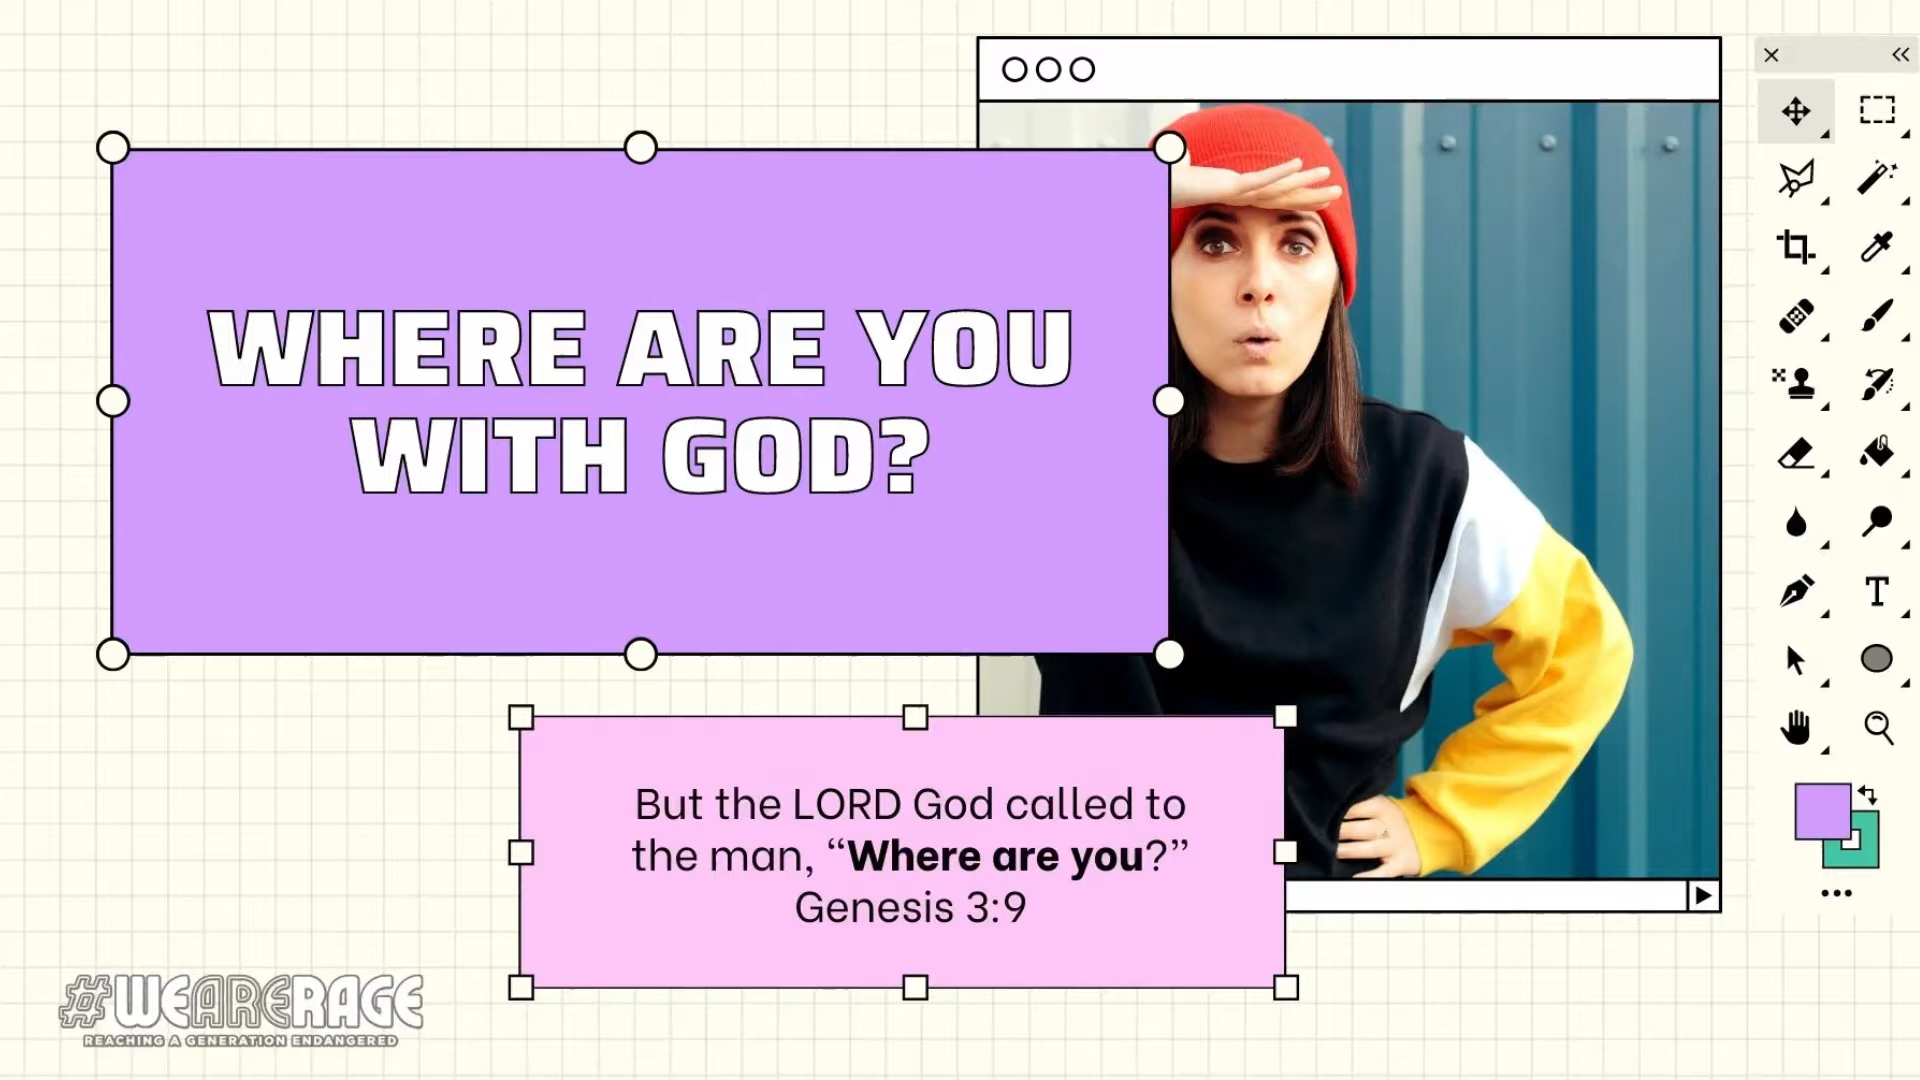 WHERE ARE YOU
WITH GOD?
But the LORD God called to
the man, “Where are you?”
Genesis 3:9
#WEARERAGE
REACHING A GENERATION ENDANGERED